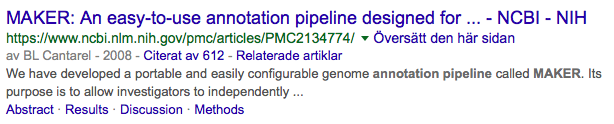 MAKER: An easy-to-use annotation pipeline designed for ... - NCBI - NIH
https://www.ncbi.nlm.nih.gov/pmc/articles/PMC2134774/ ▾ Översätt den här sidan
av BL Cantarel - 2008 - Citerat av 612 - Relaterade artiklar
We have developed a portable and easily configurable genome annotation pipeline called MAKER. Its
purpose is to allow investigators to independently ...
Abstract · Results · Discussion · Methods